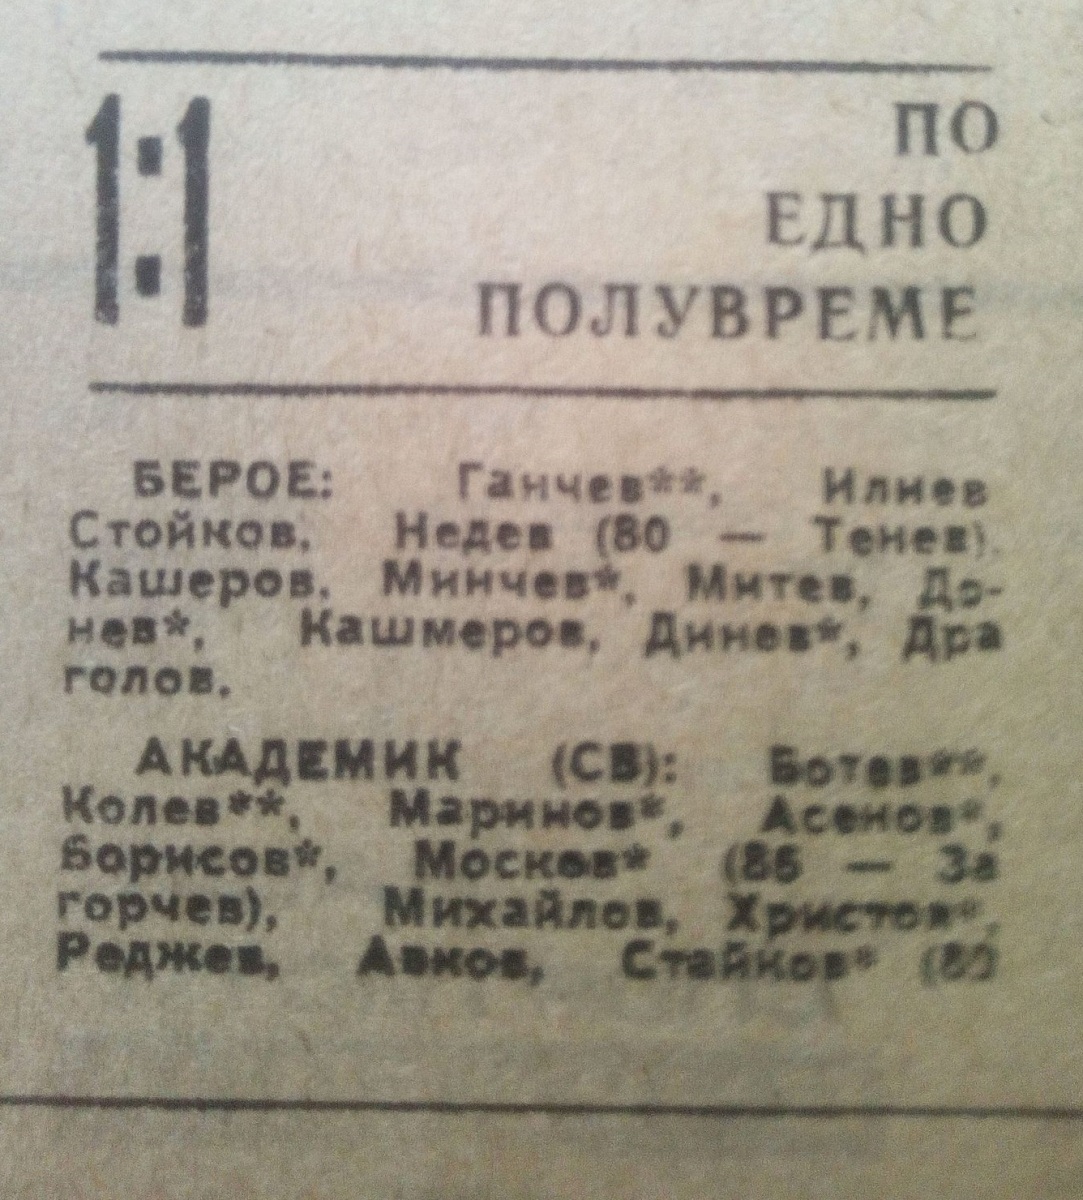 1:1
ПО
ЕДНО
ПОЛУВРЕМЕ
БЕРОЕ: Ганчев**, Илиев
Стойков, Недев (80 — Тенев),
Кашеров, Минчев*, Митев, До-
нев*, Кашмеров, Динев*, Дра
голов.
АКАДЕМИК (СВ): Ботев**,
Колев**, Маринов*, Асенов*,
Борисов*, Москов* (86 — За
горчев), Михайлов, Христов*,
Реджев, Авков, Стайков* (80